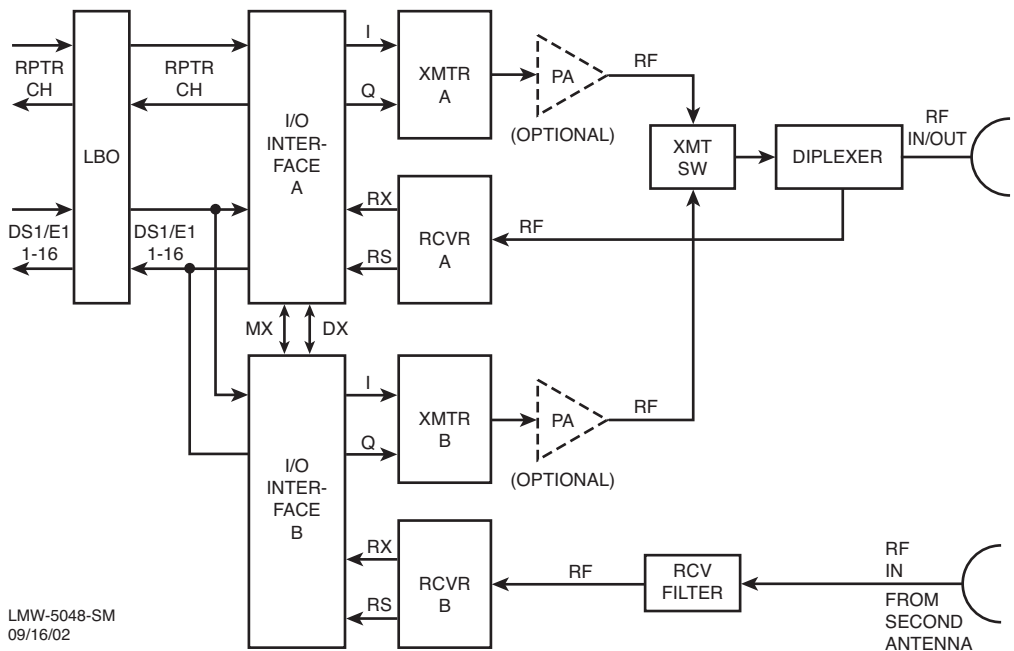 RPTR
CH
LBO
RPTR
CH
DS1/E1
1-16
DS1/E1
1-16
I/O
INTER-
FACE
A
I
Q
XMTR
A
PA
(OPTIONAL)
RF
XMT
SW
DIPLEXER
RF
IN/OUT
RX
RS
RCVR
A
RF
MX
DX
I/O
INTER-
FACE
B
I
Q
XMTR
B
PA
(OPTIONAL)
RF
RX
RS
RCVR
B
RF
RCV
FILTER
RF
IN
FROM
SECOND
ANTENNA
LMW-5048-SM
09/16/02